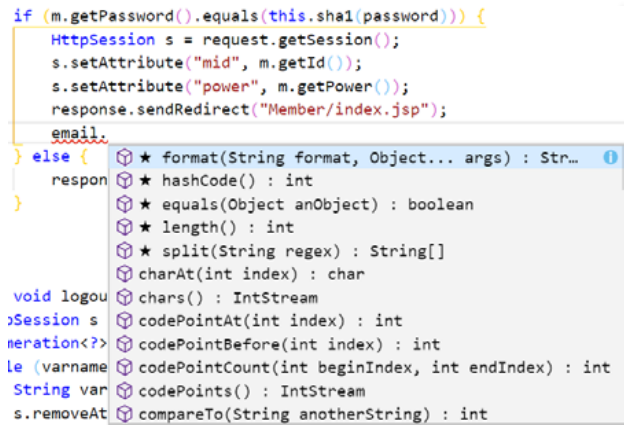 if (m.getPassword().equals(this.sha1(password))) {
HttpSession s = request.getSession();
s.setAttribute("mid", m.getId());
s.setAttribute("power", m.getPower());
response.sendRedirect("Member/index.jsp");
email.
} else {
respon
}
★ format(String format, Object... args) : Str…
★ hashCode() : int
★ equals(Object anObject) : boolean
★ length() : int
★ split(String regex) : String[]
charAt(int index) : char
chars() : IntStream
codePointAt(int index) : int
codePointBefore(int index) : int
codePointCount(int beginIndex, int endIndex) : int
codePoints() : IntStream
compareTo(String anotherString) : int
void logou
pSession s
meration<?>
le (varname
String var
s.removeAt